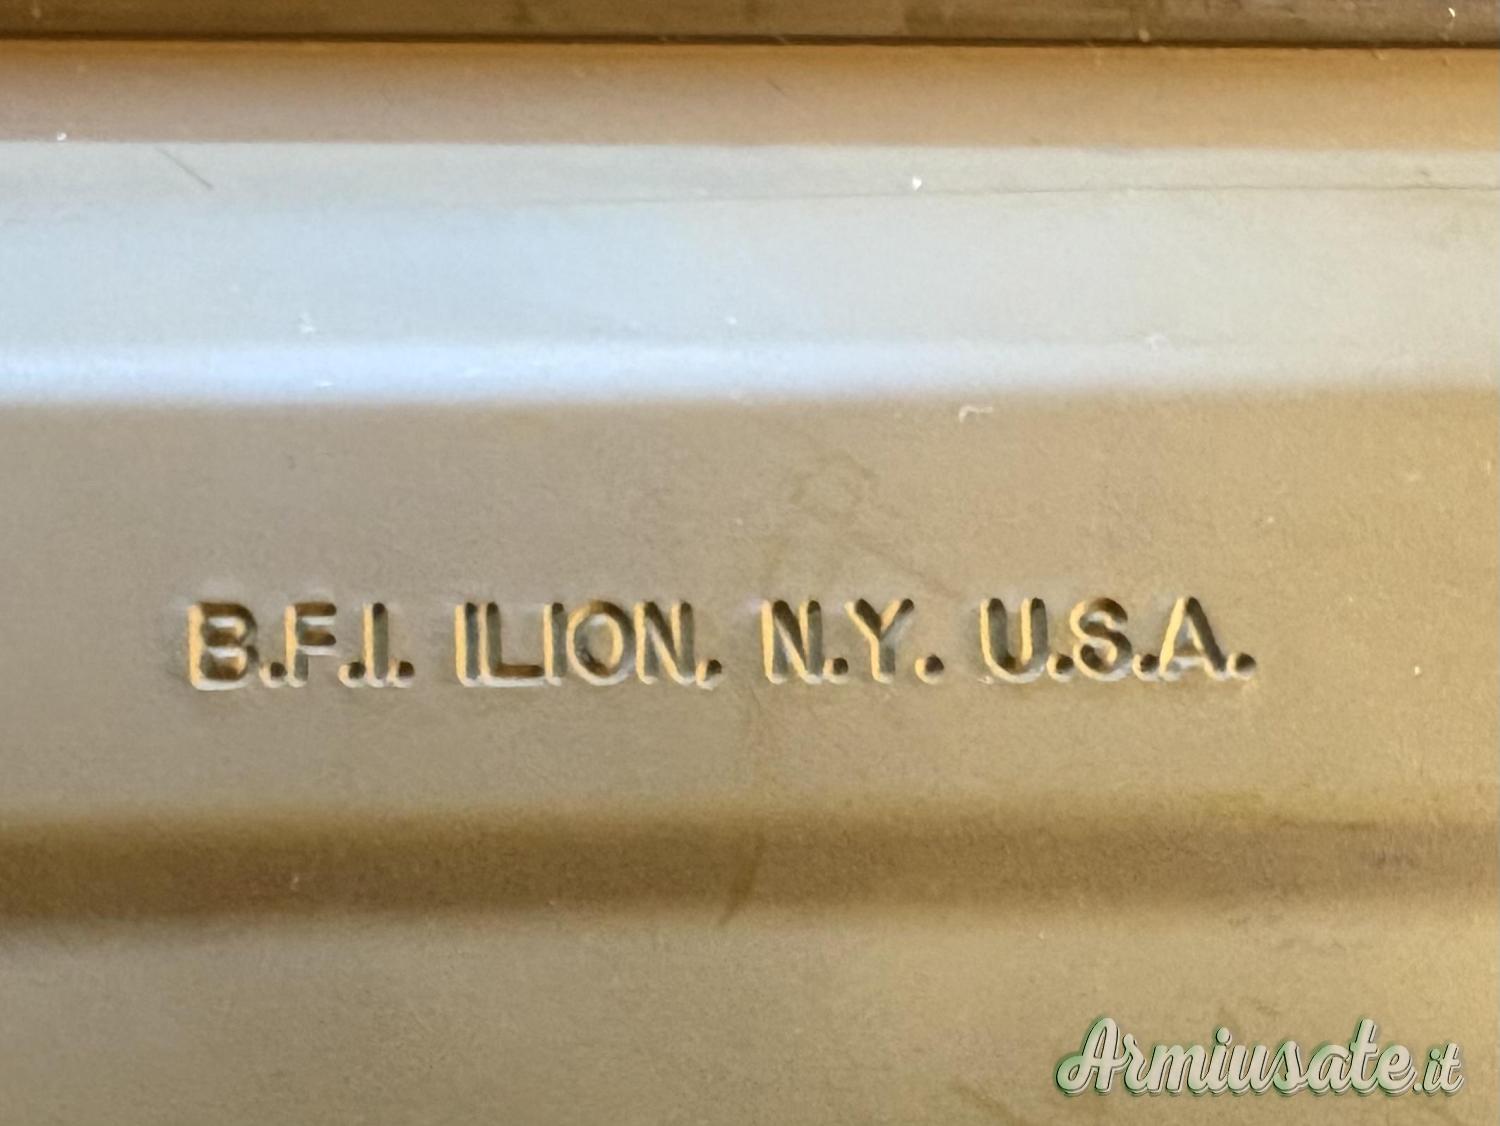 B.F.I. ILION, N.Y. U.S.A.
Armiusate.it